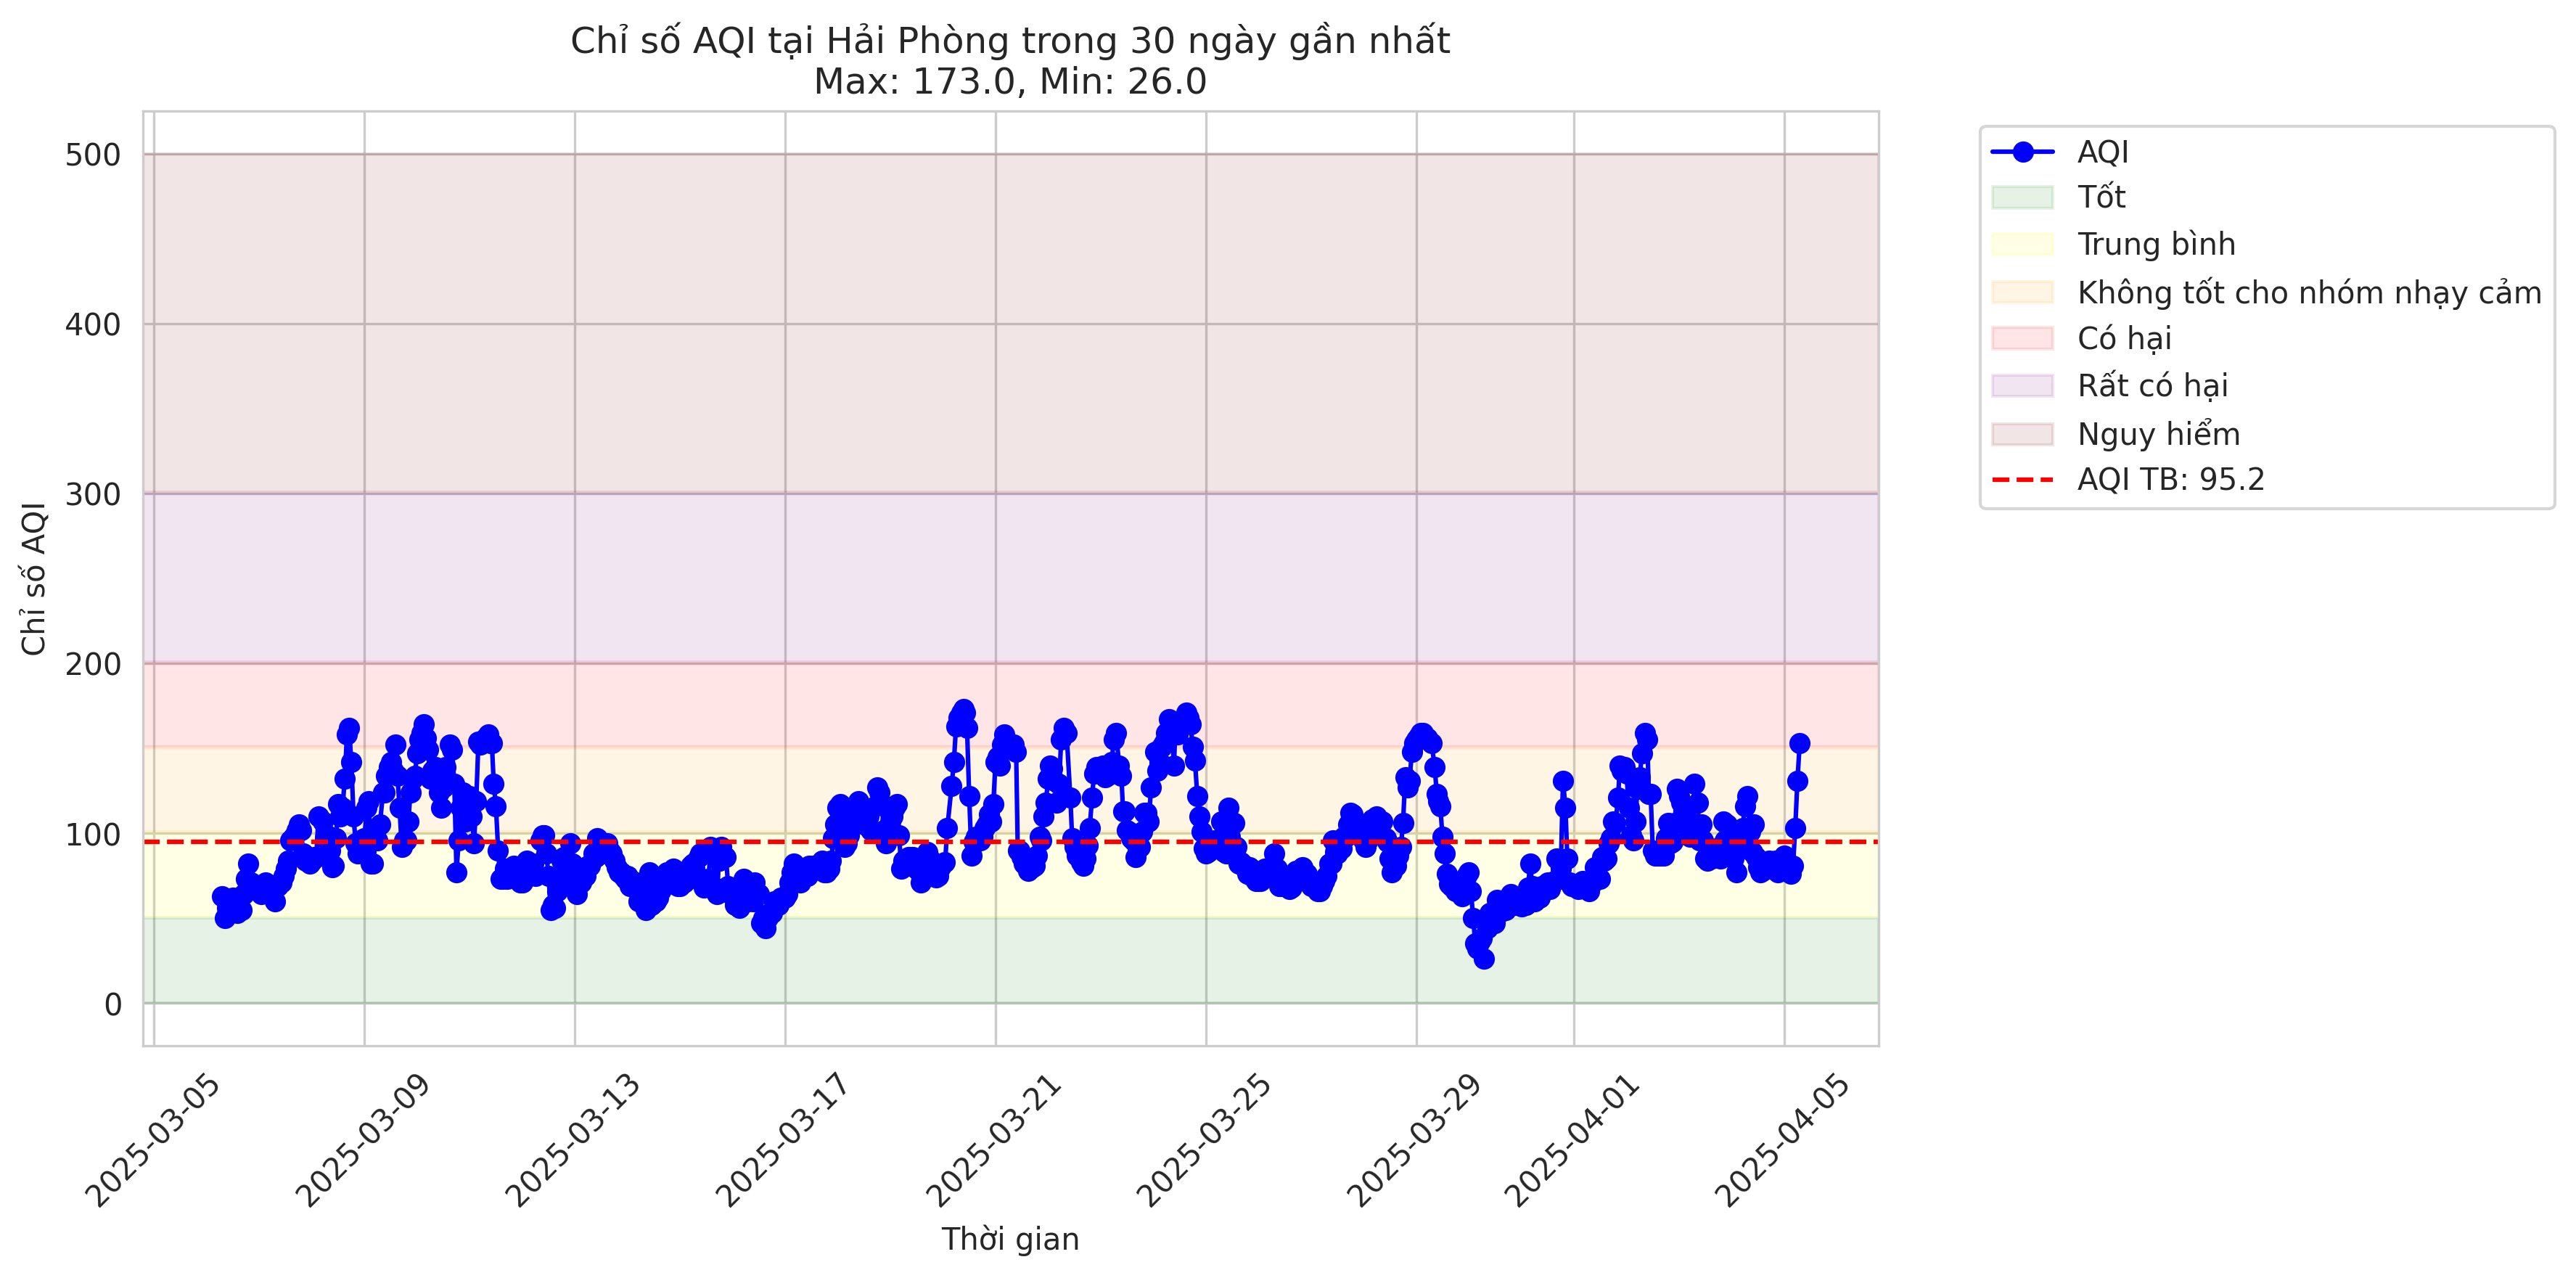 Chỉ số AQI tại Hải Phòng trong 30 ngày gần nhất
Max: 173.0, Min: 26.0
Chỉ số AQI
500
400
300
200
100
0
2025-03-05
2025-03-09
2025-03-13
2025-03-17
2025-03-21
2025-03-25
2025-03-29
2025-04-01
2025-04-05
Thời gian
AQI
Tốt
Trung bình
Không tốt cho nhóm nhạy cảm
Có hại
Rất có hại
Nguy hiểm
AQI TB: 95.2